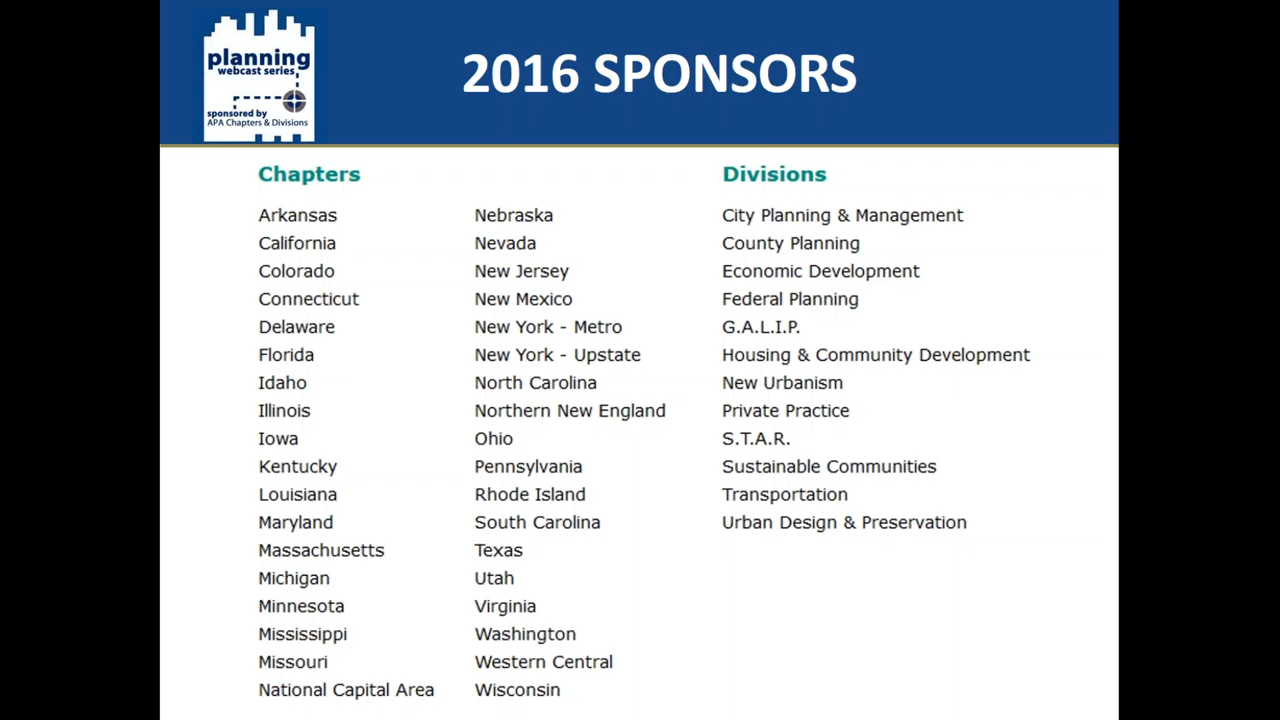 planning
webcast series
sponsored by
APA Chapters & Divisions
2016 SPONSORS
Chapters
Arkansas
California
Colorado
Connecticut
Delaware
Florida
Idaho
Illinois
Iowa
Kentucky
Louisiana
Maryland
Massachusetts
Michigan
Minnesota
Mississippi
Missouri
National Capital Area
Nebraska
Nevada
New Jersey
New Mexico
New York - Metro
New York - Upstate
North Carolina
Northern New England
Ohio
Pennsylvania
Rhode Island
South Carolina
Texas
Utah
Virginia
Washington
Western Central
Wisconsin
Divisions
City Planning & Management
County Planning
Economic Development
Federal Planning
G.A.L.I.P.
Housing & Community Development
New Urbanism
Private Practice
S.T.A.R.
Sustainable Communities
Transportation
Urban Design & Preservation